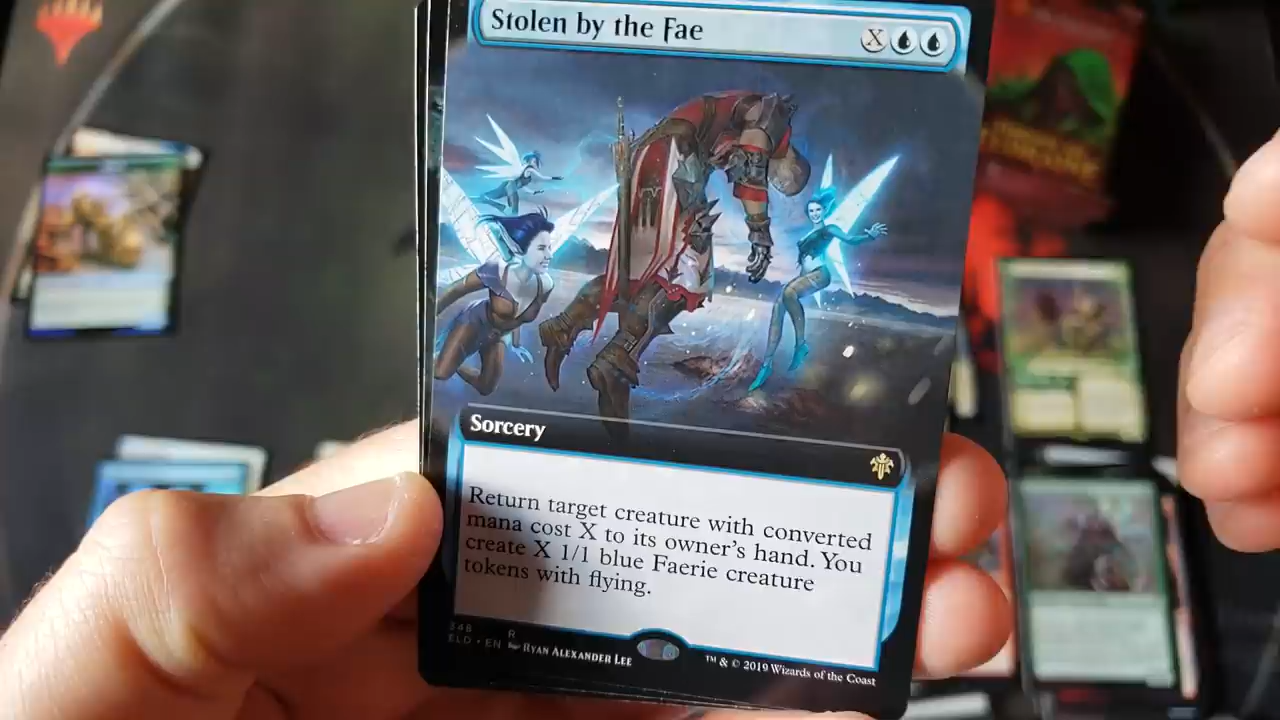 Stolen by the Fae X
Sorcery
Return target creature with converted
mana cost X to its owner's hand. You
create X 1/1 blue Faerie creature
tokens with flying.
348 R
ELD • EN RYAN ALEXANDER LEE
™ & © 2019 Wizards of the Coast